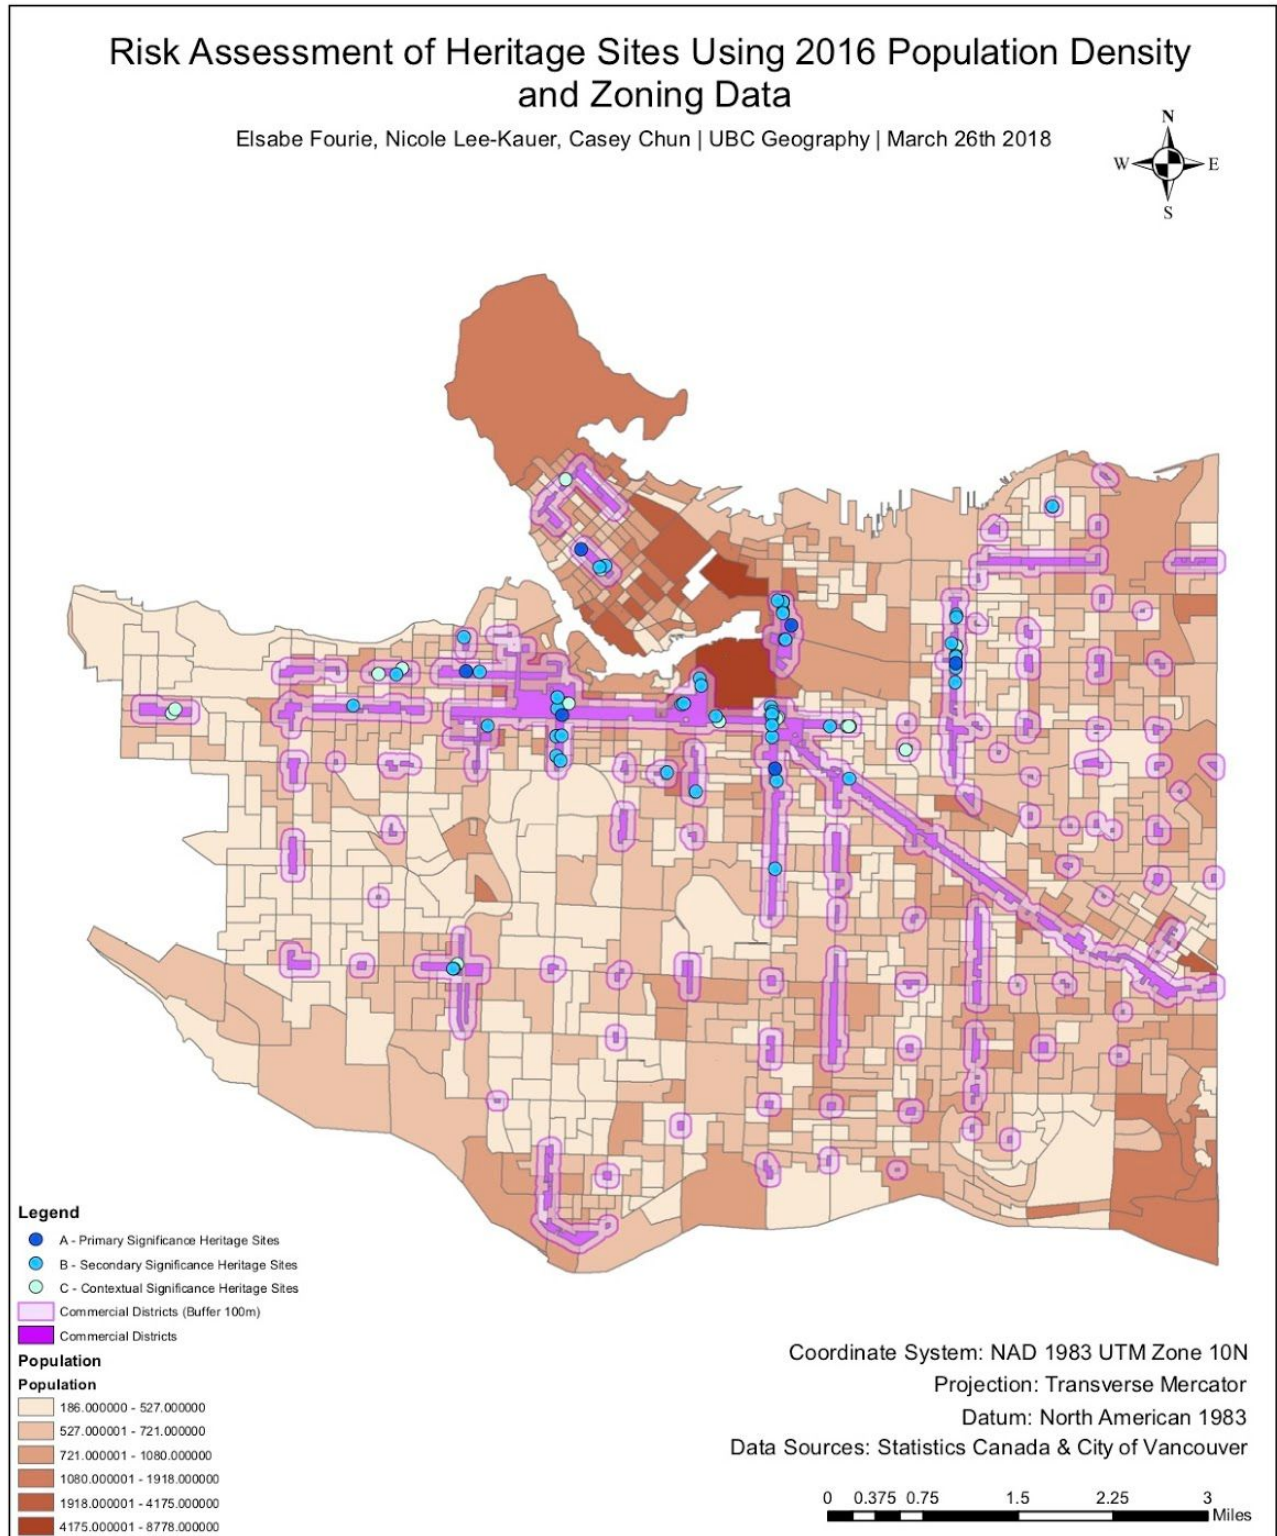 Risk Assessment of Heritage Sites Using 2016 Population Density
and Zoning Data
Elsabe Fourie, Nicole Lee-Kauer, Casey Chun | UBC Geography | March 26th 2018
N
W E
S
Legend
A - Primary Significance Heritage Sites
B - Secondary Significance Heritage Sites
C - Contextual Significance Heritage Sites
Commercial Districts (Buffer 100m)
Commercial Districts
Population
Population
186.000000 - 527.000000
527.000001 - 721.000000
721.000001 - 1080.000000
1080.000001 - 1918.000000
1918.000001 - 4175.000000
4175.000001 - 8778.000000
Coordinate System: NAD 1983 UTM Zone 10N
Projection: Transverse Mercator
Datum: North American 1983
Data Sources: Statistics Canada & City of Vancouver
0 0.375 0.75 1.5 2.25 3
Miles